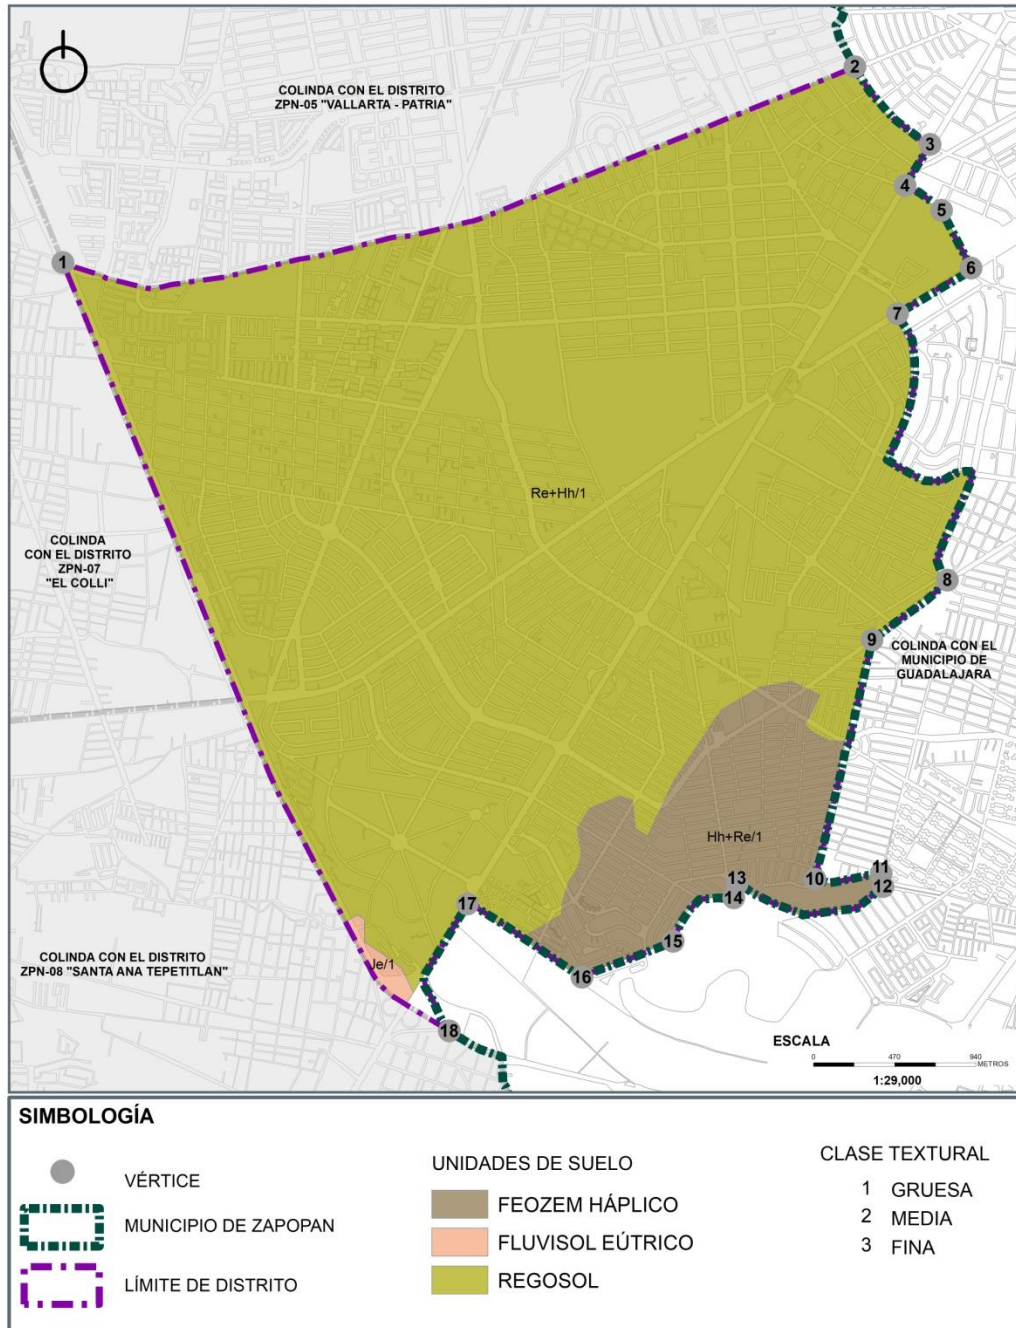 COLINDA CON EL DISTRITO
ZPN-05 "VALLARTA - PATRIA"
2
3
4
5
6
1
7
Re+Hh/1
COLINDA
CON EL DISTRITO
ZPN-07
"EL COLLI"
8
9
COLINDA CON EL
MUNICIPIO DE
GUADALAJARA
Hh+Re/1
10
11
12
13
14
15
16
17
COLINDA CON EL DISTRITO
ZPN-08 "SANTA ANA TEPETITLAN"
Je/1
18
ESCALA
0 470 940
METROS
1:29,000
SIMBOLOGÍA
VÉRTICE
MUNICIPIO DE ZAPOPAN
LÍMITE DE DISTRITO
UNIDADES DE SUELO
FEOZEM HÁPLICO
FLUVISOL EÚTRICO
REGOSOL
CLASE TEXTURAL
1 GRUESA
2 MEDIA
3 FINA